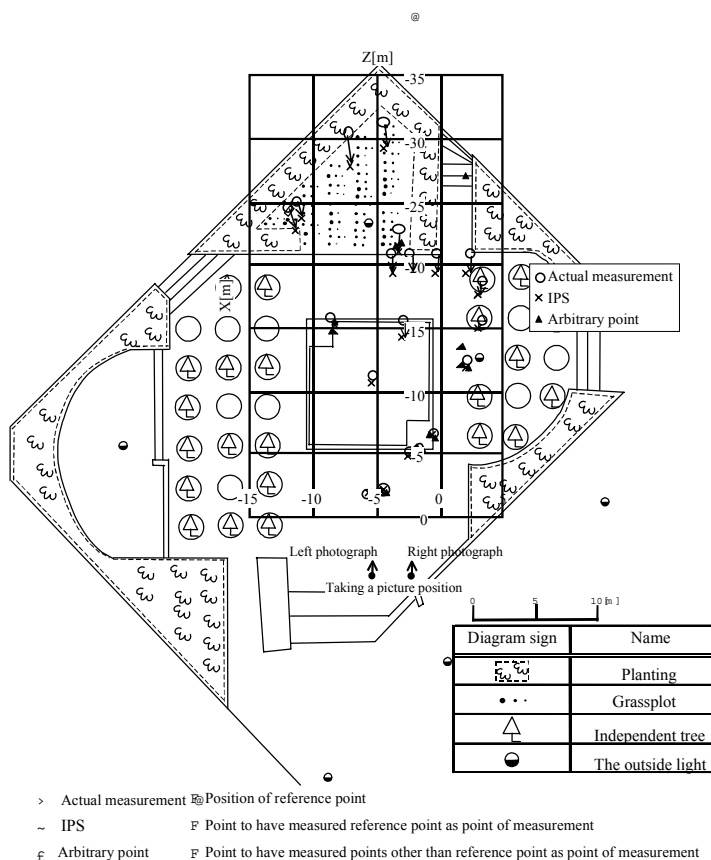 @
Z[m]
-35
-30
-25
-20
X[m]
Actual measurement
IPS
Arbitrary point
-15
-10
-5
-15 -10 -5 0 5
0
Left photograph Right photograph
Taking a picture position
0 5 10[m]
Diagram sign Name
Planting
Grassplot
Independent tree
The outside light
> Actual measurement Position of reference point
~ IPS F Point to have measured reference point as point of measurement
Arbitrary point F Point to have measured points other than reference point as point of measurement